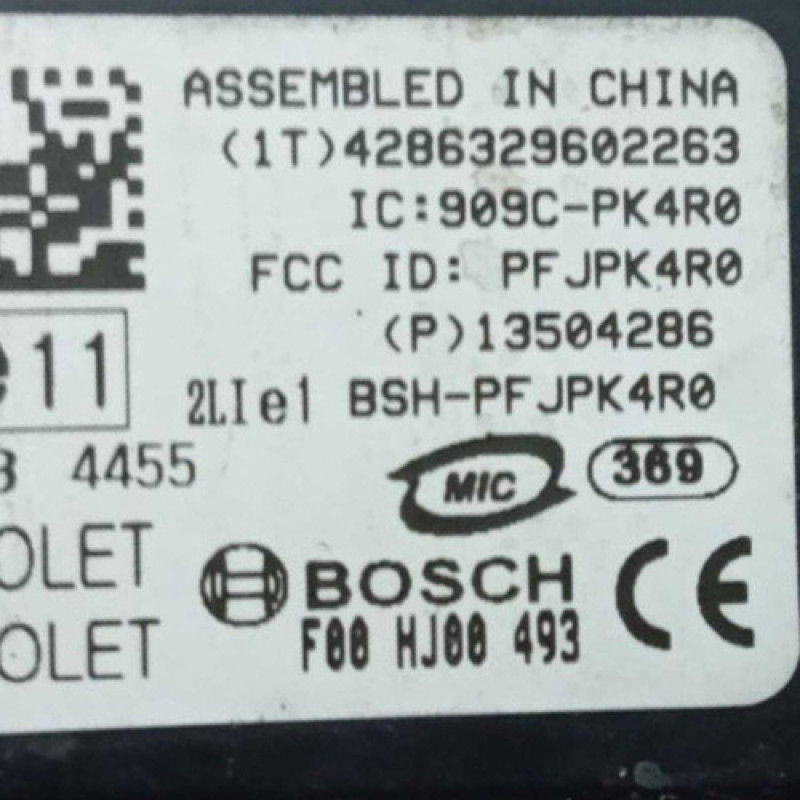 ASSEMBLED IN CHINA
(1T)4286329602263
IC:909C-PK4R0
FCC ID: PFJPK4R0
(P)13504286
e11
2LIe1 BSH-PFJPK4R0
4455
MIC
369
OLET
BOSCH
CE
F00 HJ00 493
OLET